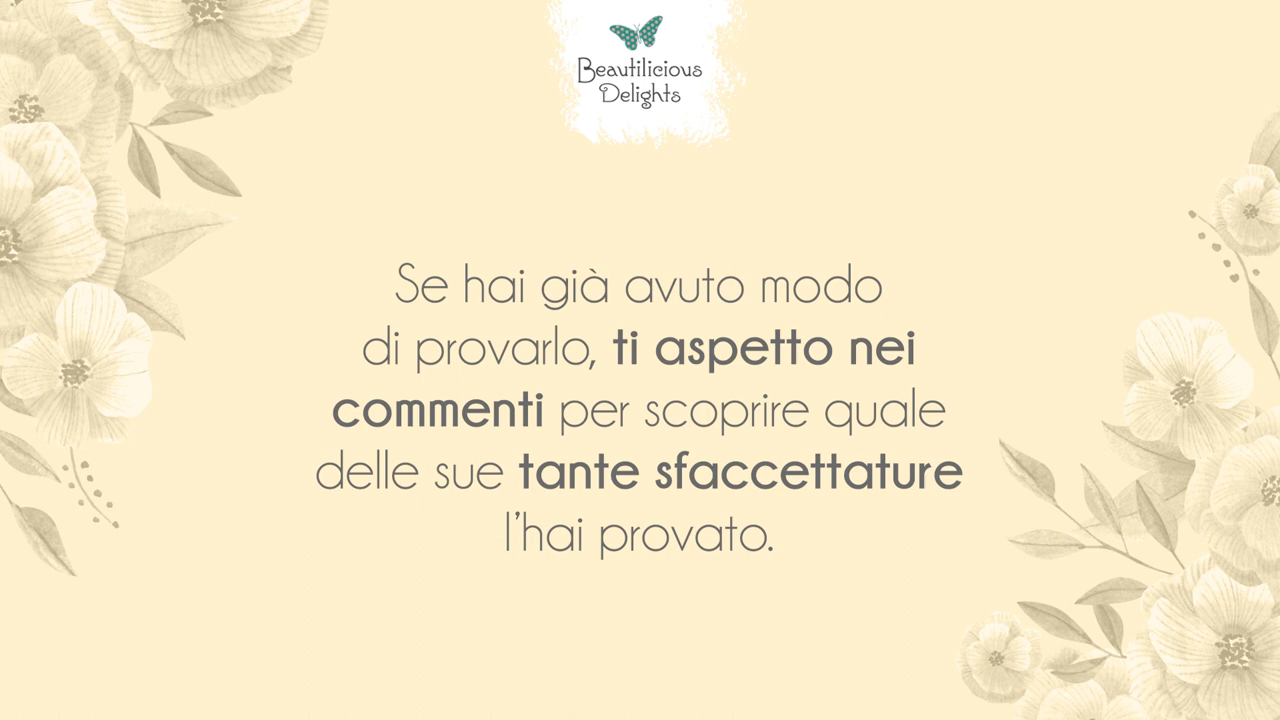 Beautilicious
Delights
Se hai già avuto modo
di provarlo, ti aspetto nei
commenti per scoprire quale
delle sue tante sfaccettature
l'hai provato.